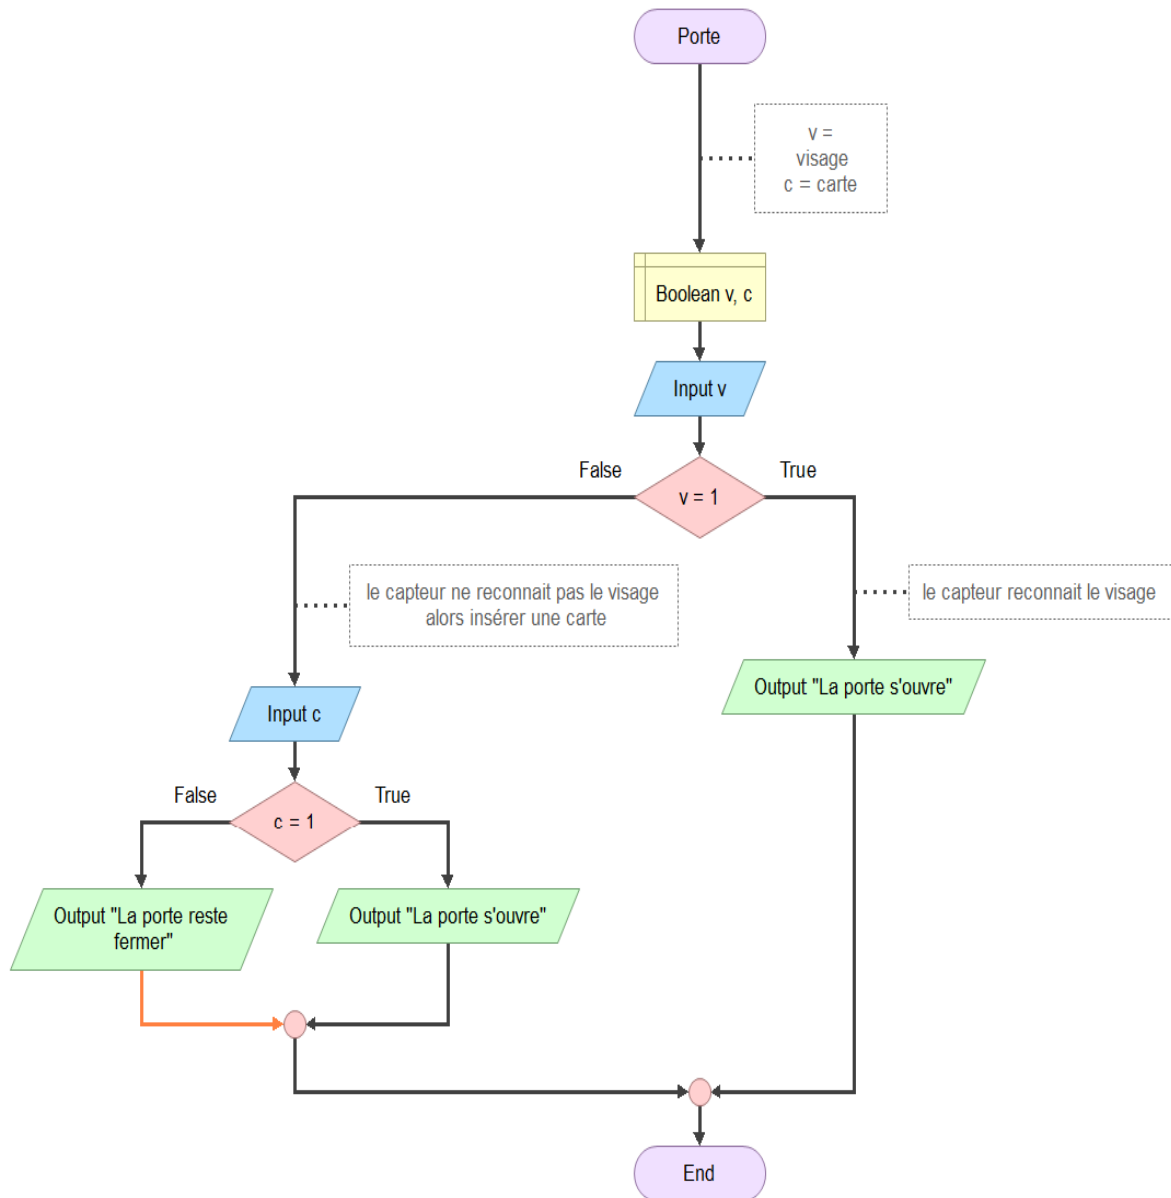 Porte
v =
visage
c = carte
Boolean v, c
Input v
False
True
v = 1
le capteur ne reconnait pas le visage
alors insérer une carte
le capteur reconnait le visage
Output "La porte s'ouvre"
Input c
False
True
c = 1
Output "La porte reste
fermer"
Output "La porte s'ouvre"
End